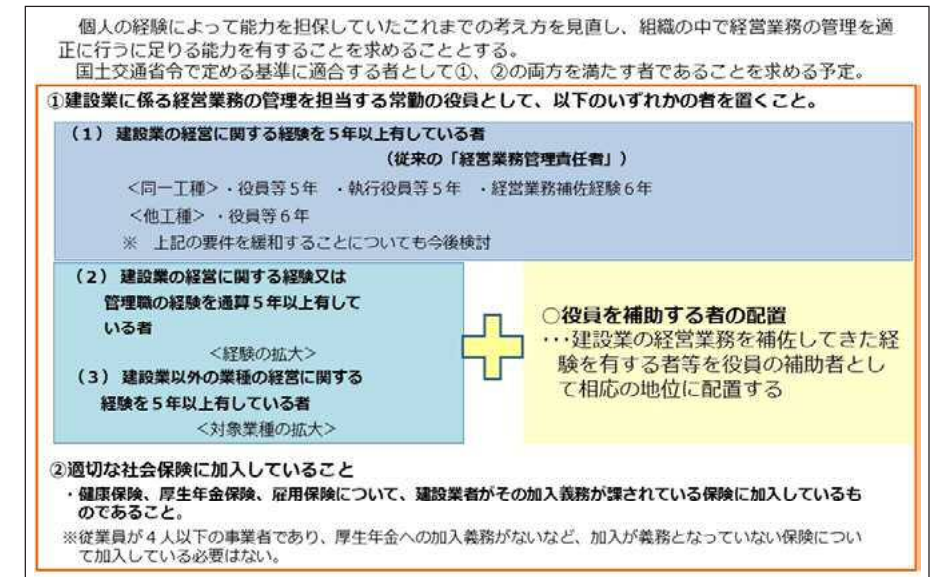 個人の経験によって能力を担保していたこれまでの考え方を見直し、組織の中で経営業務の管理を適
正に行うに足りる能力を有することを求めることとする。
国土交通省令で定める基準に適合する者として①、②の両方を満たす者であることを求める予定。
①建設業に係る経営業務の管理を担当する常勤の役員として、以下のいずれかの者を置くこと。
（１）建設業の経営に関する経験を５年以上有している者
（従来の「経営業務管理責任者」）
＜同一工種＞・役員等５年 ・執行役員等５年 ・経営業務補佐経験６年
＜他工種＞・役員等６年
※ 上記の要件を緩和することについても今後検討
（２）建設業の経営に関する経験又は
管理職の経験を通算５年以上有して
いる者
＜経験の拡大＞
（３）建設業以外の業種の経営に関する
経験を５年以上有している者
＜対象業種の拡大＞
○役員を補助する者の配置
･･･建設業の経営業務を補佐してきた経
験を有する者等を役員の補助者とし
て相応の地位に配置する
②適切な社会保険に加入していること
・健康保険、厚生年金保険、雇用保険について、建設業者がその加入義務が課されている保険に加入しているも
のであること。
※従業員が４人以下の事業者であり、厚生年金への加入義務がないなど、加入が義務となっていない保険につい
て加入している必要はない。